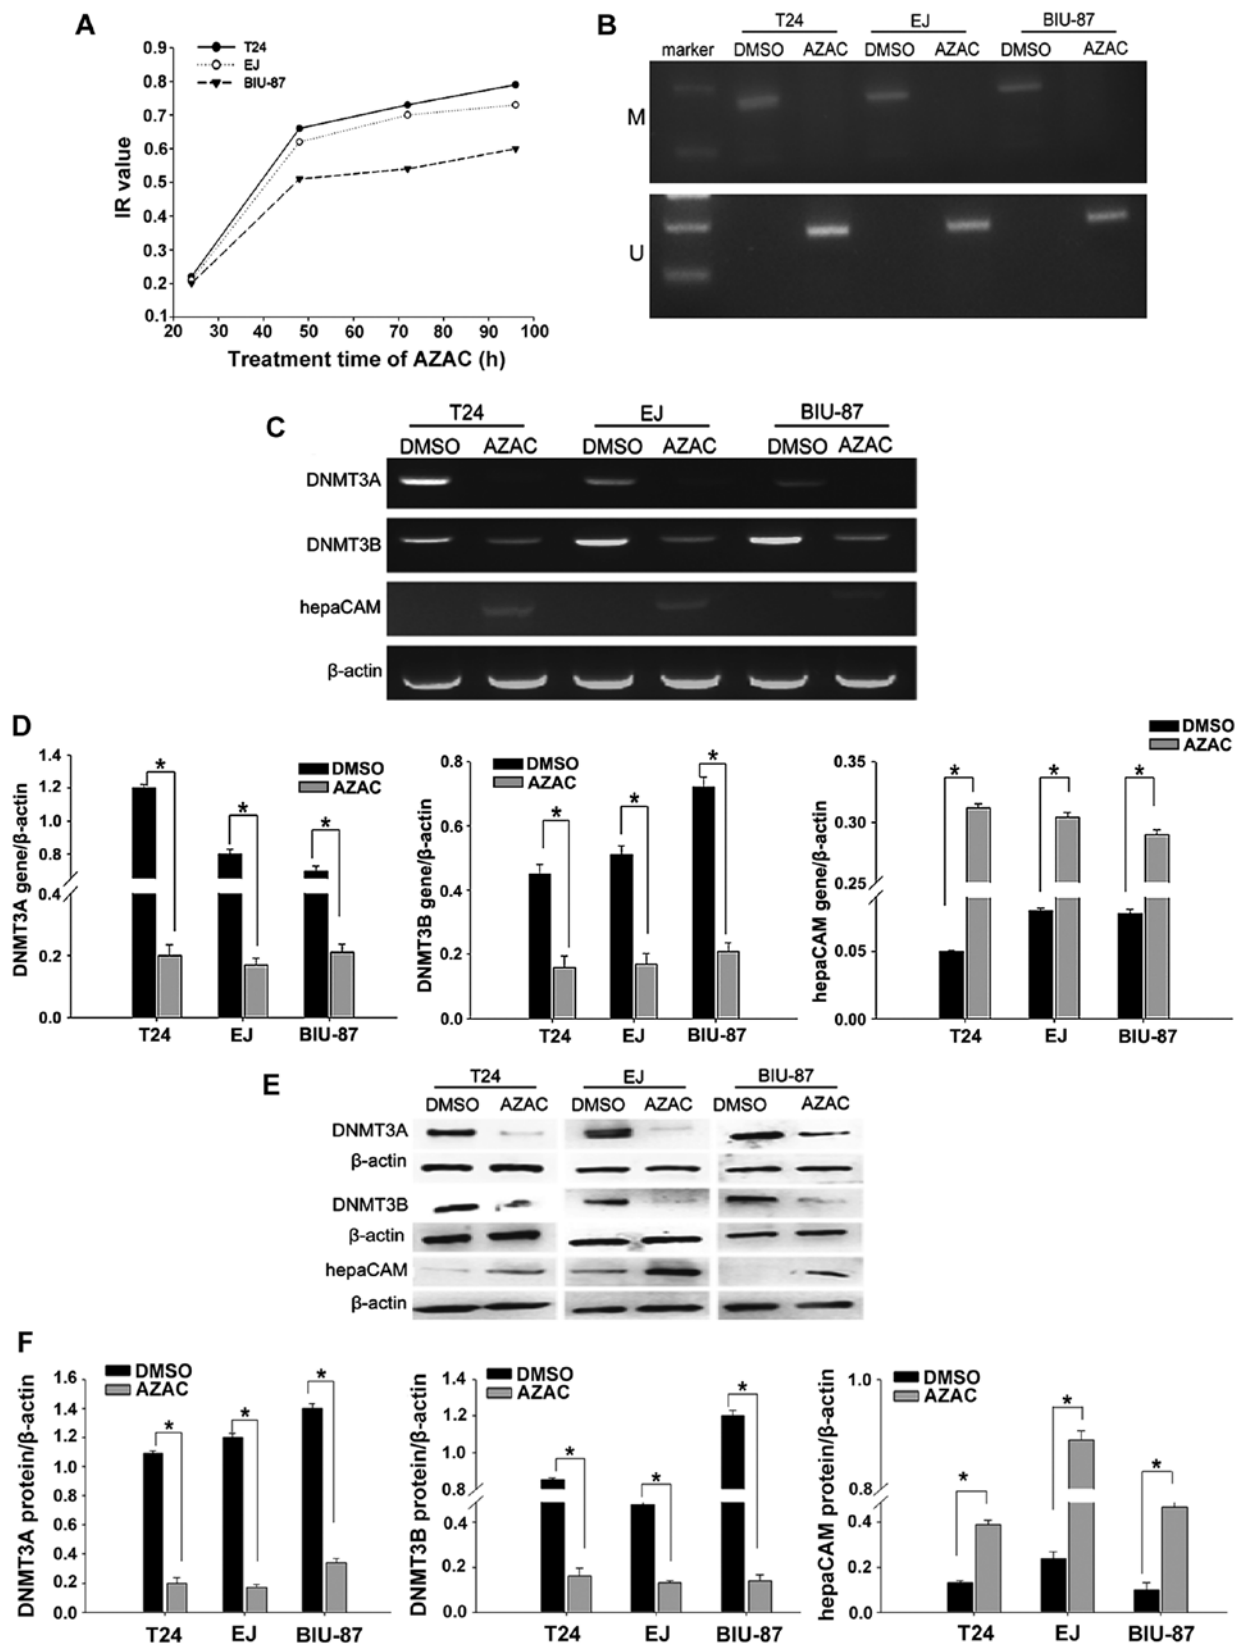 A
0.9
0.8
0.7
0.6
0.5
0.4
0.3
0.2
0.1
IR value
T24
EJ
BIU-87
20 30 40 50 60 70 80 90 100
Treatment time of AZAC (h)
B
T24 EJ BIU-87
marker DMSO AZAC DMSO AZAC DMSO AZAC
M
U
C
T24 EJ BIU-87
DMSO AZAC DMSO AZAC DMSO AZAC
DNMT3A
DNMT3B
hepaCAM
β-actin
D
DNMT3A gene/β-actin
1.4
1.2
1.0
0.8
0.4
0.2
0.0
DMSO
AZAC
* * *
T24 EJ BIU-87
DNMT3B gene/β-actin
0.8
0.6
0.4
0.2
0.0
DMSO
AZAC
* * *
T24 EJ BIU-87
hepaCAM gene/β-actin
0.35
0.30
0.25
0.05
0.00
DMSO
AZAC
* * *
T24 EJ BIU-87
E
T24 EJ BIU-87
DMSO AZAC DMSO AZAC DMSO AZAC
DNMT3A
β-actin
DNMT3B
β-actin
hepaCAM
β-actin
F
DNMT3A protein/β-actin
1.6
1.4
1.2
1.0
0.8
0.6
0.4
0.2
0.0
DMSO
AZAC
* * *
T24 EJ BIU-87
DNMT3B protein/β-actin
1.4
1.2
1.0
0.8
0.4
0.2
0.0
DMSO
AZAC
* * *
T24 EJ BIU-87
hepaCAM protein/β-actin
1.0
0.8
0.4
0.2
0.0
DMSO
AZAC
* * *
T24 EJ BIU-87